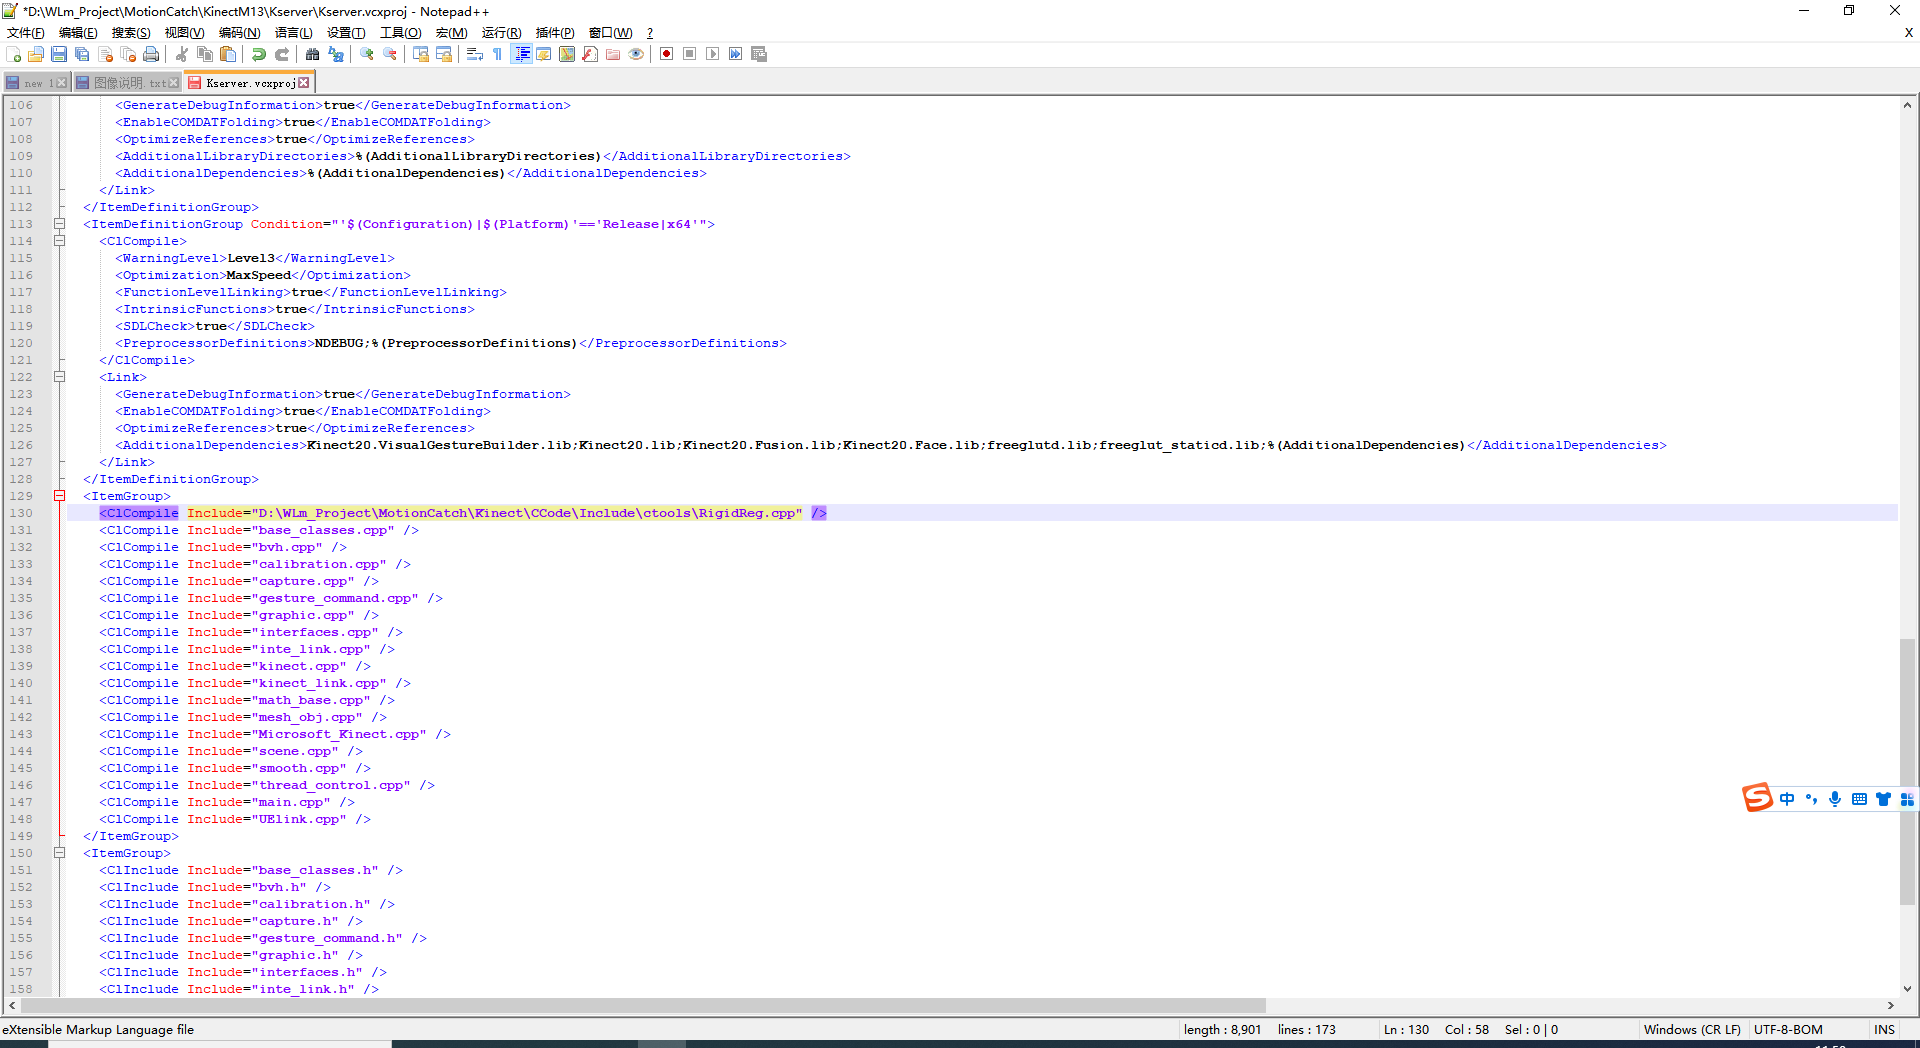 *D:\WLm_Project\MotionCatch\KinectM13\Kserver\Kserver.vcxproj - Notepad++
文件(F) 编辑(E) 搜索(S) 视图(V) 编码(N) 语言(L) 设置(T) 工具(O) 宏(M) 运行(R) 插件(P) 窗口(W) ? X
new 1 图像说明.txt Kserver.vcxproj
106 <GenerateDebugInformation>true</GenerateDebugInformation>
107 <EnableCOMDATFolding>true</EnableCOMDATFolding>
108 <OptimizeReferences>true</OptimizeReferences>
109 <AdditionalLibraryDirectories>%(AdditionalLibraryDirectories)</AdditionalLibraryDirectories>
110 <AdditionalDependencies>%(AdditionalDependencies)</AdditionalDependencies>
111 </Link>
112 </ItemDefinitionGroup>
113 <ItemDefinitionGroup Condition="'$(Configuration)|$(Platform)'=='Release|x64'">
114 <ClCompile>
115 <WarningLevel>Level3</WarningLevel>
116 <Optimization>MaxSpeed</Optimization>
117 <FunctionLevelLinking>true</FunctionLevelLinking>
118 <IntrinsicFunctions>true</IntrinsicFunctions>
119 <SDLCheck>true</SDLCheck>
120 <PreprocessorDefinitions>NDEBUG;%(PreprocessorDefinitions)</PreprocessorDefinitions>
121 </ClCompile>
122 <Link>
123 <GenerateDebugInformation>true</GenerateDebugInformation>
124 <EnableCOMDATFolding>true</EnableCOMDATFolding>
125 <OptimizeReferences>true</OptimizeReferences>
126 <AdditionalDependencies>Kinect20.VisualGestureBuilder.lib;Kinect20.lib;Kinect20.Fusion.lib;Kinect20.Face.lib;freeglutd.lib;freeglut_staticd.lib;%(AdditionalDependencies)</AdditionalDependencies>
127 </Link>
128 </ItemDefinitionGroup>
129 <ItemGroup>
130 <ClCompile Include="D:\WLm_Project\MotionCatch\Kinect\CCode\Include\ctools\RigidReg.cpp" />
131 <ClCompile Include="base_classes.cpp" />
132 <ClCompile Include="bvh.cpp" />
133 <ClCompile Include="calibration.cpp" />
134 <ClCompile Include="capture.cpp" />
135 <ClCompile Include="gesture_command.cpp" />
136 <ClCompile Include="graphic.cpp" />
137 <ClCompile Include="interfaces.cpp" />
138 <ClCompile Include="inte_link.cpp" />
139 <ClCompile Include="kinect.cpp" />
140 <ClCompile Include="kinect_link.cpp" />
141 <ClCompile Include="math_base.cpp" />
142 <ClCompile Include="mesh_obj.cpp" />
143 <ClCompile Include="Microsoft_Kinect.cpp" />
144 <ClCompile Include="scene.cpp" />
145 <ClCompile Include="smooth.cpp" />
146 <ClCompile Include="thread_control.cpp" />
147 <ClCompile Include="main.cpp" />
148 <ClCompile Include="UElink.cpp" />
149 </ItemGroup>
150 <ItemGroup>
151 <ClInclude Include="base_classes.h" />
152 <ClInclude Include="bvh.h" />
153 <ClInclude Include="calibration.h" />
154 <ClInclude Include="capture.h" />
155 <ClInclude Include="gesture_command.h" />
156 <ClInclude Include="graphic.h" />
157 <ClInclude Include="interfaces.h" />
158 <ClInclude Include="inte_link.h" />
中
eXtensible Markup Language file length : 8,901 lines : 173 Ln : 130 Col : 58 Sel : 0 | 0 Windows (CR LF) UTF-8-BOM INS